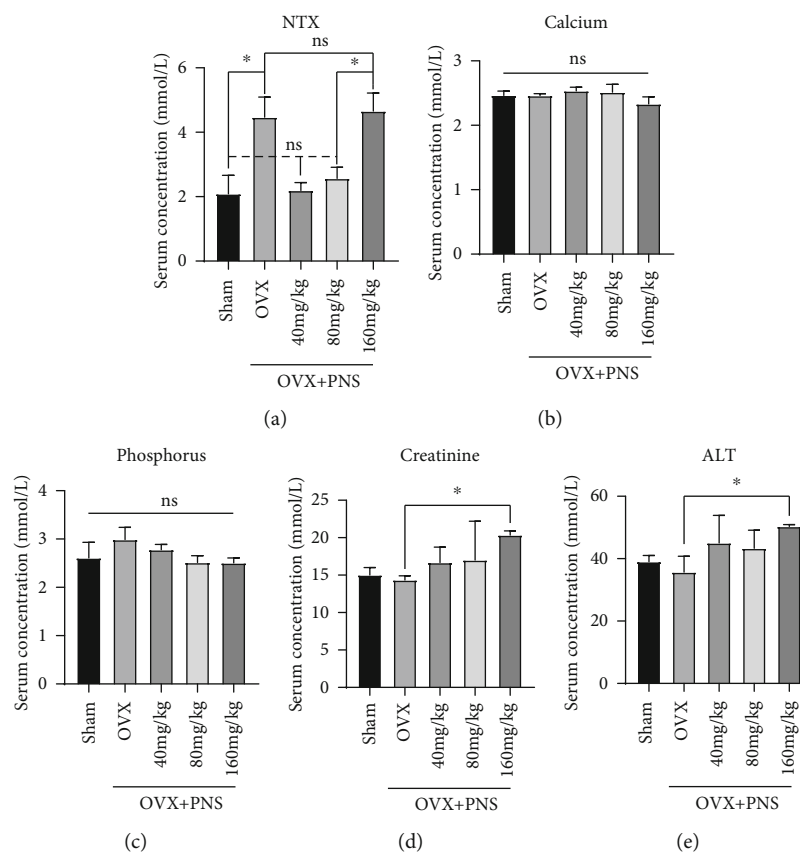 NTX
Serum concentration (mmol/L)
6
4
2
0
*
ns
*
ns
Sham
OVX
40mg/kg
80mg/kg
160mg/kg
OVX+PNS
(a)
Calcium
Serum concentration (mmol/L)
3
2
1
0
ns
Sham
OVX
40mg/kg
80mg/kg
160mg/kg
OVX+PNS
(b)
Phosphorus
Serum concentration (mmol/L)
4
3
2
1
0
ns
Sham
OVX
40mg/kg
80mg/kg
160mg/kg
OVX+PNS
(c)
Creatinine
Serum concentration (mmol/L)
25
20
15
10
5
0
*
Sham
OVX
40mg/kg
80mg/kg
160mg/kg
OVX+PNS
(d)
ALT
Serum concentration (mmol/L)
60
40
20
0
*
Sham
OVX
40mg/kg
80mg/kg
160mg/kg
OVX+PNS
(e)